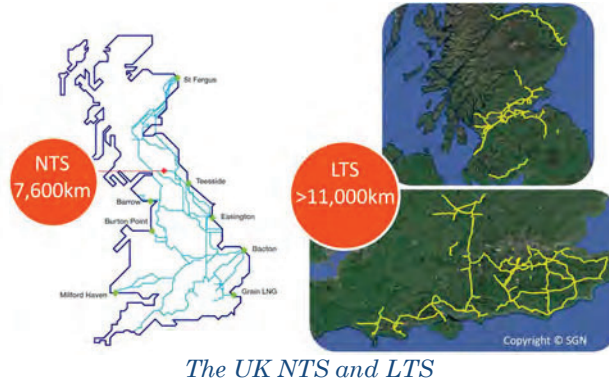 St Fergus
NTS
7,600km
Teesside
Barrow
Easington
Burton Point
Bacton
Milford Haven
Grain LNG
LTS
>11,000km
Copyright © SGN
The UK NTS and LTS